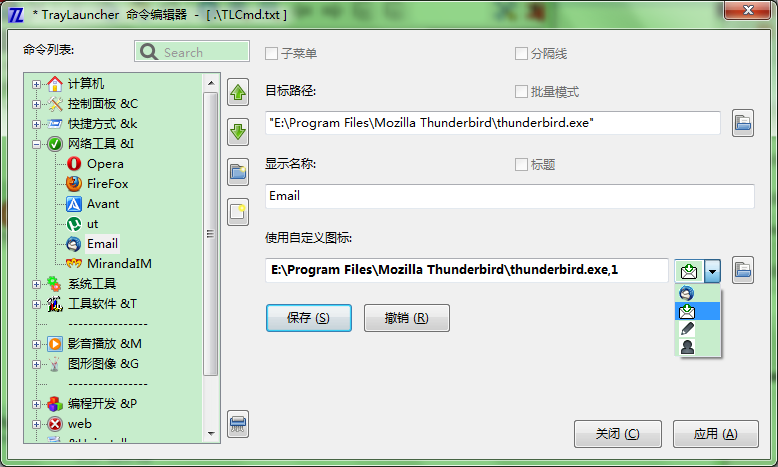 * TrayLauncher 命令编辑器 - [ .\TLCmd.txt ]
命令列表:
Search
计算机
控制面板 &C
快捷方式 &k
网络工具 &I
Opera
FireFox
Avant
ut
Email
MirandaIM
系统工具
工具软件 &T
----------------
影音播放 &M
图形图像 &G
----------------
编程开发 &P
web
子菜单
分隔线
目标路径:
批量模式
"E:\Program Files\Mozilla Thunderbird\thunderbird.exe"
显示名称:
标题
Email
使用自定义图标:
E:\Program Files\Mozilla Thunderbird\thunderbird.exe,1
保存 (S)
撤销 (R)
关闭 (C)
应用 (A)